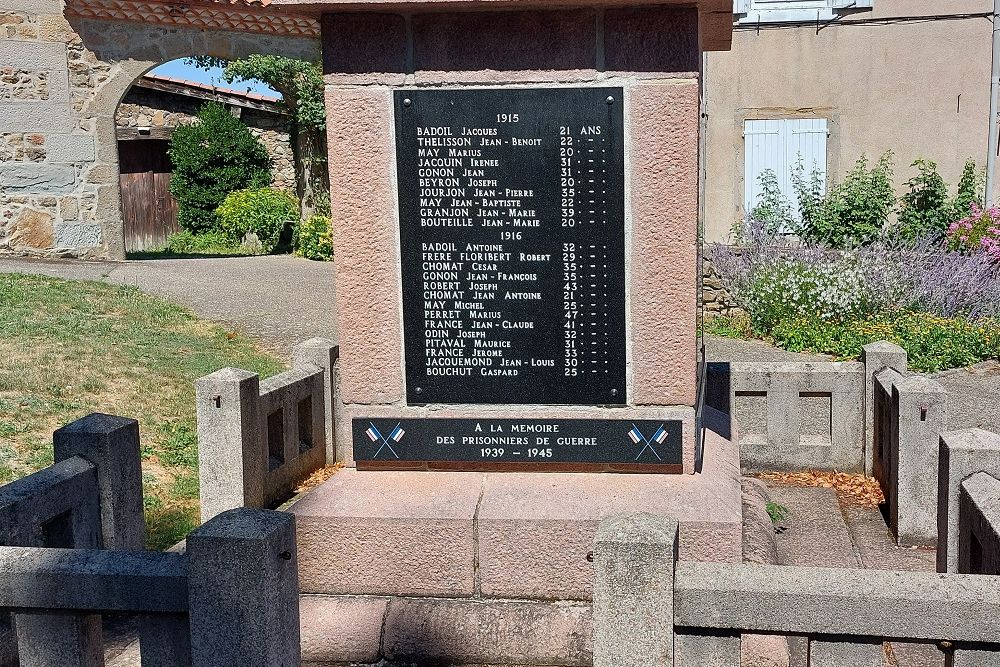 1915
BADOIL JACQUES 21 ANS
THELISSON JEAN-BENOIT 22 - -
MAY MARIUS 20 - -
JACQUIN IRENEE 31 - -
GONON JEAN 31 - -
BEYRON JOSEPH 20 - -
JOURJON JEAN-PIERRE 35 - -
MAY JEAN-BAPTISTE 22 - -
GRANJON JEAN-MARIE 39 - -
BOUTEILLE JEAN-MARIE 31 - -
1916
BADOIL ANTOINE 32 - -
FRERE FLORIBERT ROBERT 29 - -
CHOMAT CESAR 35 - -
GONON JEAN-FRANÇOIS 35 - -
ROBERT JOSEPH 43 - -
CHOMAT JEAN ANTOINE 21 - -
MAY MICHEL 25 - -
PERRET MARIUS 47 - -
FRANCE JEAN-CLAUDE 41 - -
ODIN JOSEPH 32 - -
PITAVAL MAURICE 31 - -
FRANCE JEROME 33 - -
JACQUEMOND JEAN-LOUIS 30 - -
BOUCHUT GASPARD 25 - -
A LA MEMOIRE
DES PRISONNIERS DE GUERRE
1939 - 1945